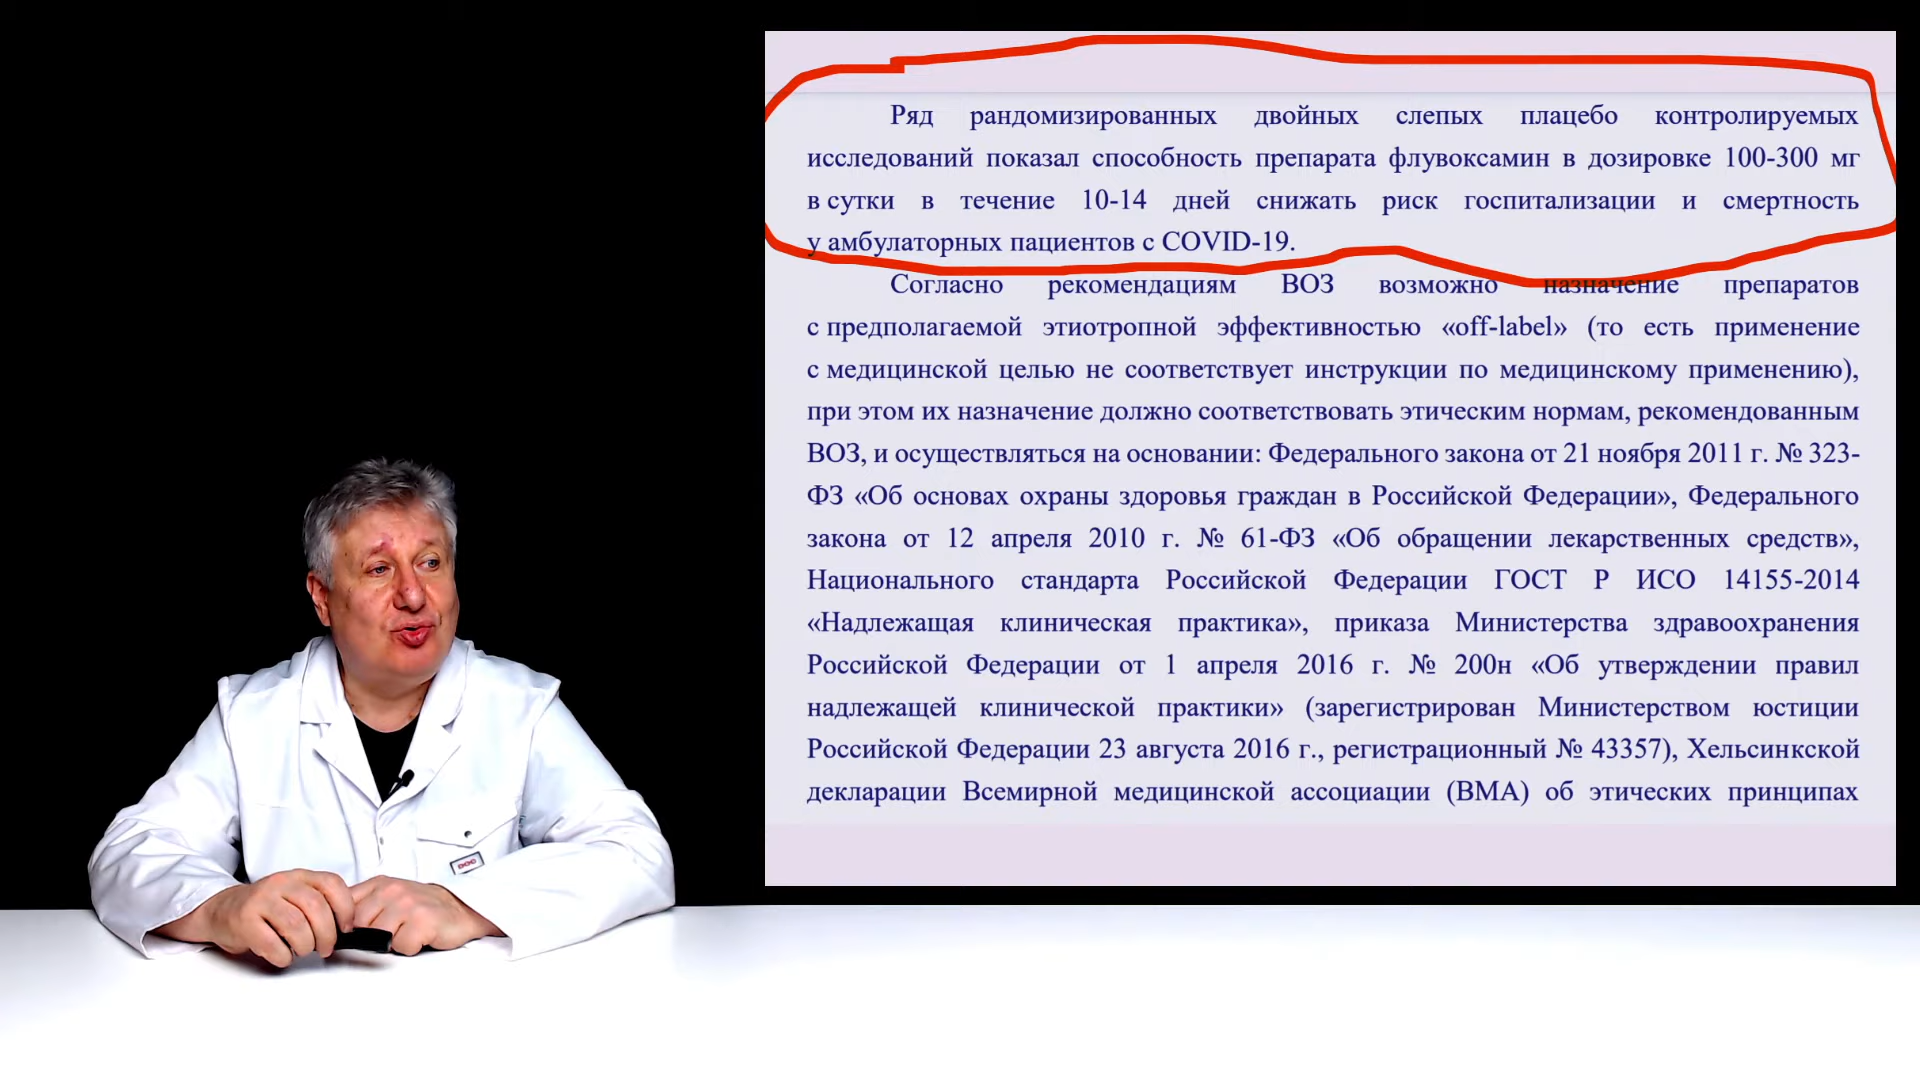 Ряд рандомизированных двойных слепых плацебо контролируемых
исследований показал способность препарата флувоксамин в дозировке 100-300 мг
в сутки в течение 10-14 дней снижать риск госпитализации и смертность
у амбулаторных пациентов с COVID-19.
Согласно рекомендациям ВОЗ возможно назначение препаратов
с предполагаемой этиотропной эффективностью «off-label» (то есть применение
с медицинской целью не соответствует инструкции по медицинскому применению),
при этом их назначение должно соответствовать этическим нормам, рекомендованным
ВОЗ, и осуществляться на основании: Федерального закона от 21 ноября 2011 г. № 323-
ФЗ «Об основах охраны здоровья граждан в Российской Федерации», Федерального
закона от 12 апреля 2010 г. № 61-ФЗ «Об обращении лекарственных средств»,
Национального стандарта Российской Федерации ГОСТ Р ИСО 14155-2014
«Надлежащая клиническая практика», приказа Министерства здравоохранения
Российской Федерации от 1 апреля 2016 г. № 200н «Об утверждении правил
надлежащей клинической практики» (зарегистрирован Министерством юстиции
Российской Федерации 23 августа 2016 г., регистрационный № 43357), Хельсинкской
декларации Всемирной медицинской ассоциации (ВМА) об этических принципах